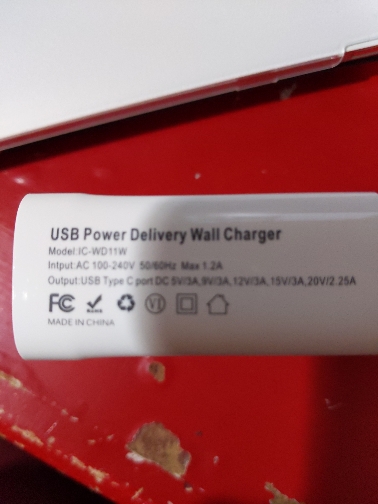 USB Power Delivery Wall Charger
Model:IC-WD11W
Intput:AC 100-240V 50/60Hz Max 1.2A
Output:USB Type C port DC 5V/3A,9V/3A,12V/3A,15V/3A,20V/2.25A
FC VI
MADE IN CHINA